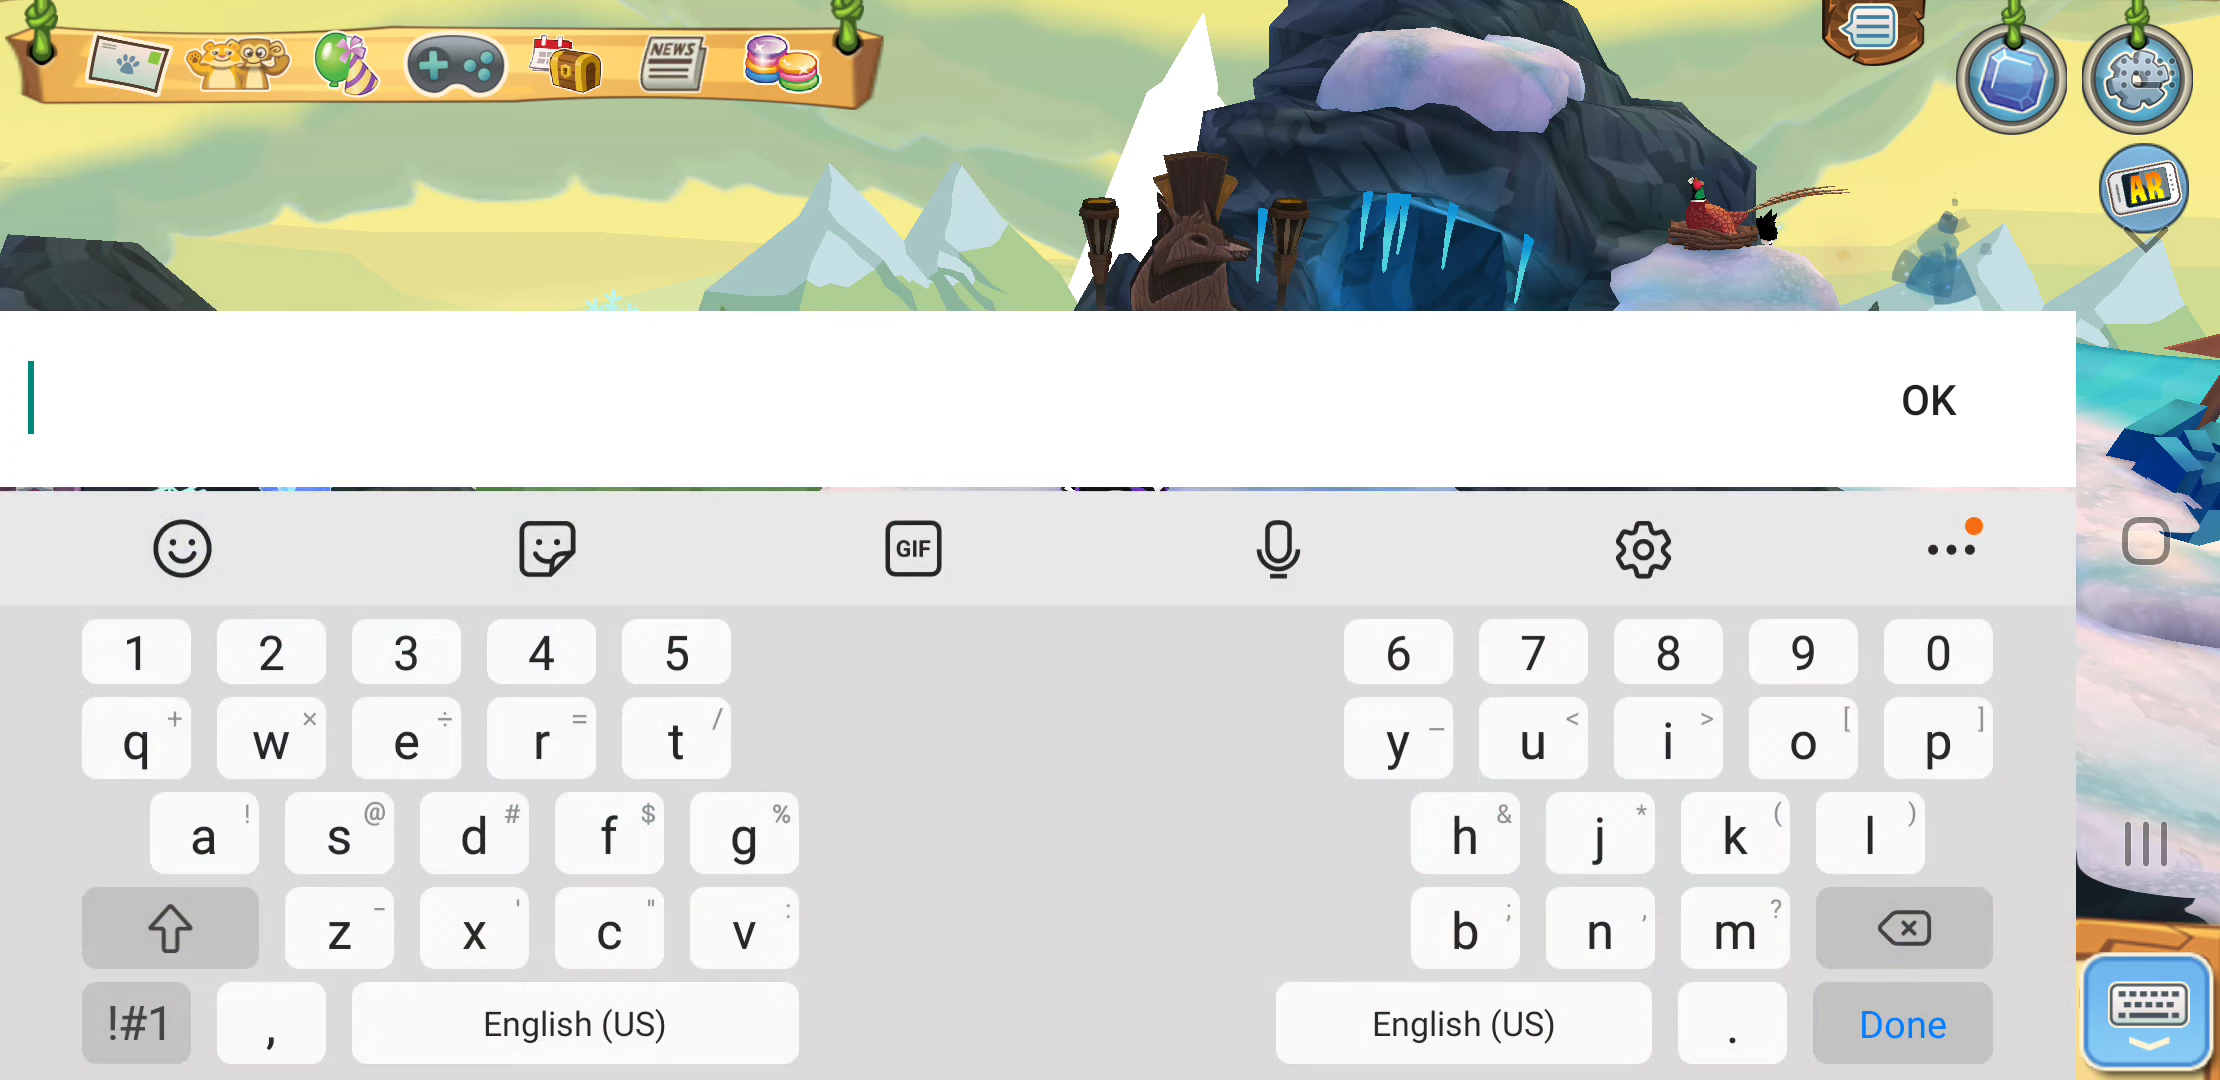 NEWS
AR
OK
GIF
1 2 3 4 5 6 7 8 9 0
q + w × e ÷ r = t / y _ u < i > o [ p ]
a ! s @ d # f $ g % h & j * k ( l )
z - x ' c " v : b ; n , m ?
!#1 , English (US) English (US) . Done